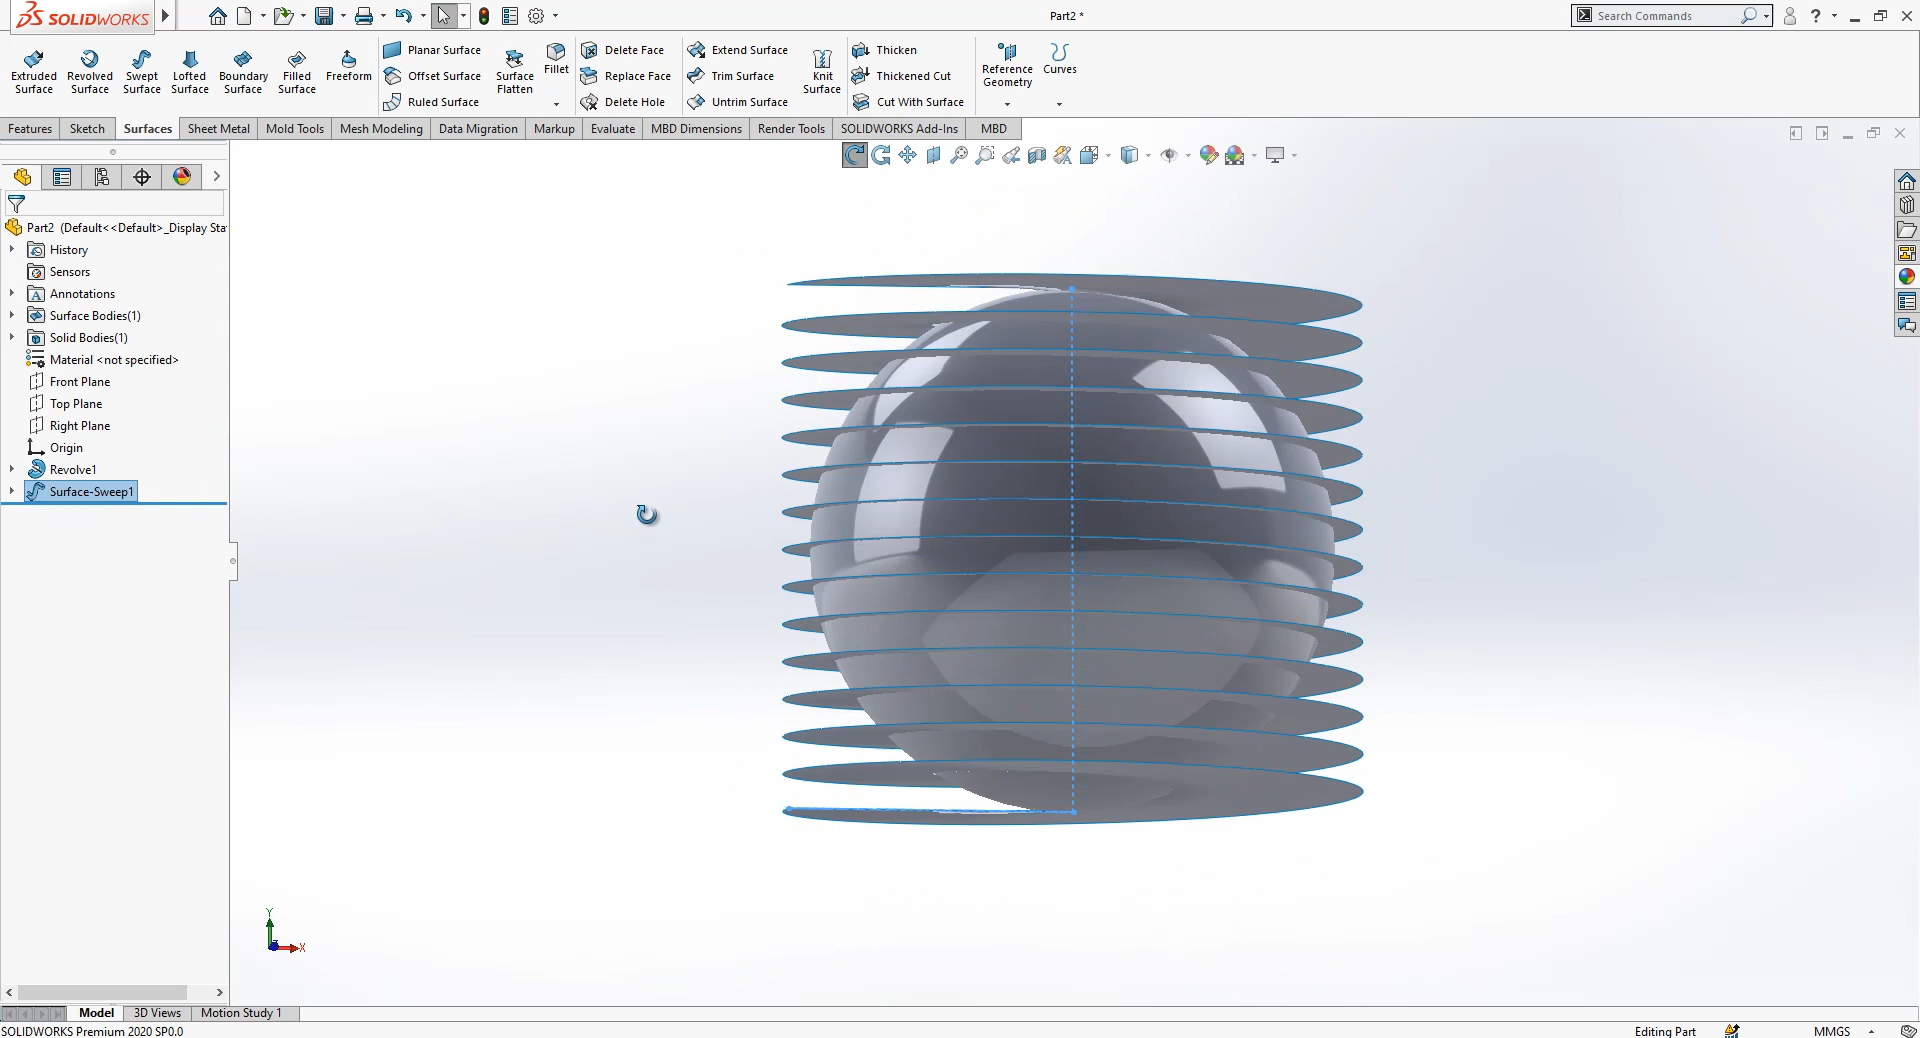 SOLIDWORKS
Part2 *
Search Commands
?
Extruded Surface
Revolved Surface
Swept Surface
Lofted Surface
Boundary Surface
Filled Surface
Freeform
Planar Surface
Offset Surface
Ruled Surface
Surface Flatten
Fillet
Delete Face
Replace Face
Delete Hole
Extend Surface
Trim Surface
Untrim Surface
Knit Surface
Thicken
Thickened Cut
Cut With Surface
Reference Geometry
Curves
Features
Sketch
Surfaces
Sheet Metal
Mold Tools
Mesh Modeling
Data Migration
Markup
Evaluate
MBD Dimensions
Render Tools
SOLIDWORKS Add-Ins
MBD
Part2 (Default<<Default>_Display Sta
History
Sensors
Annotations
Surface Bodies(1)
Solid Bodies(1)
Material <not specified>
Front Plane
Top Plane
Right Plane
Origin
Revolve1
Surface-Sweep1
Y
X
Model
3D Views
Motion Study 1
SOLIDWORKS Premium 2020 SP0.0
Editing Part
MMGS